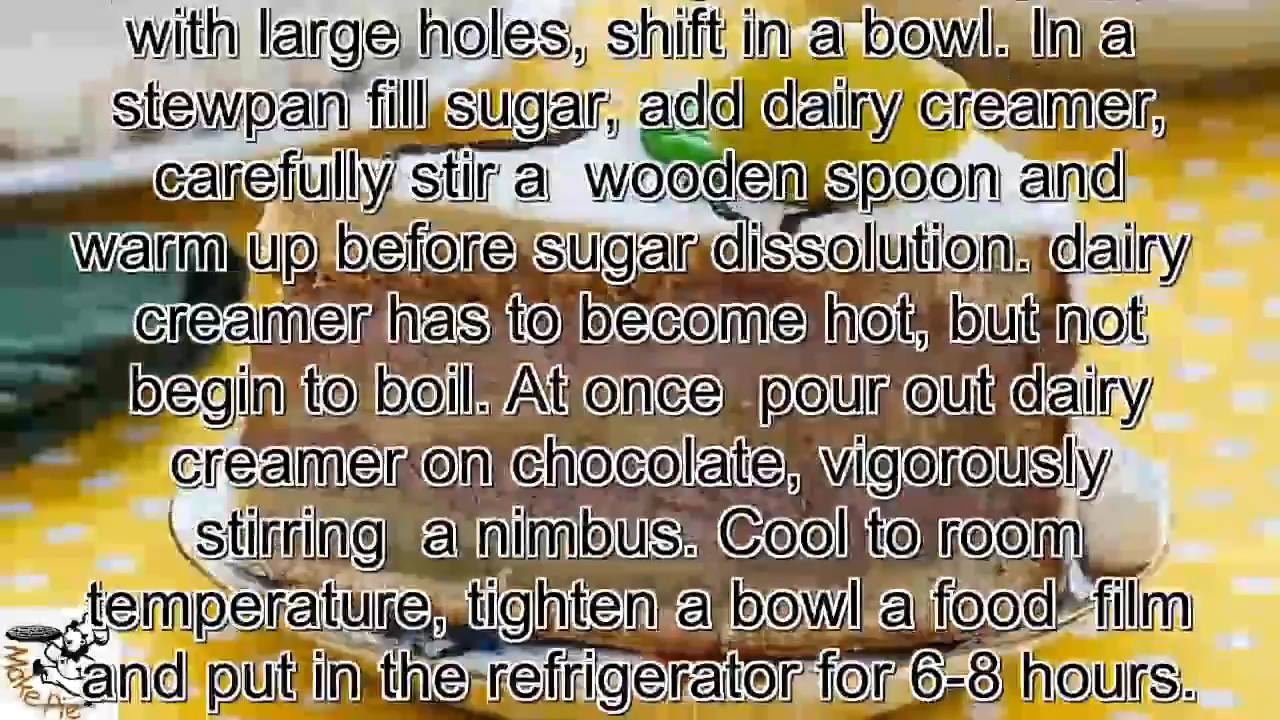 with large holes, shift in a bowl. In a
stewpan fill sugar, add dairy creamer,
carefully stir a wooden spoon and
warm up before sugar dissolution. dairy
creamer has to become hot, but not
begin to boil. At once pour out dairy
creamer on chocolate, vigorously
stirring a nimbus. Cool to room
temperature, tighten a bowl a food film
and put in the refrigerator for 6-8 hours.
Make Pie